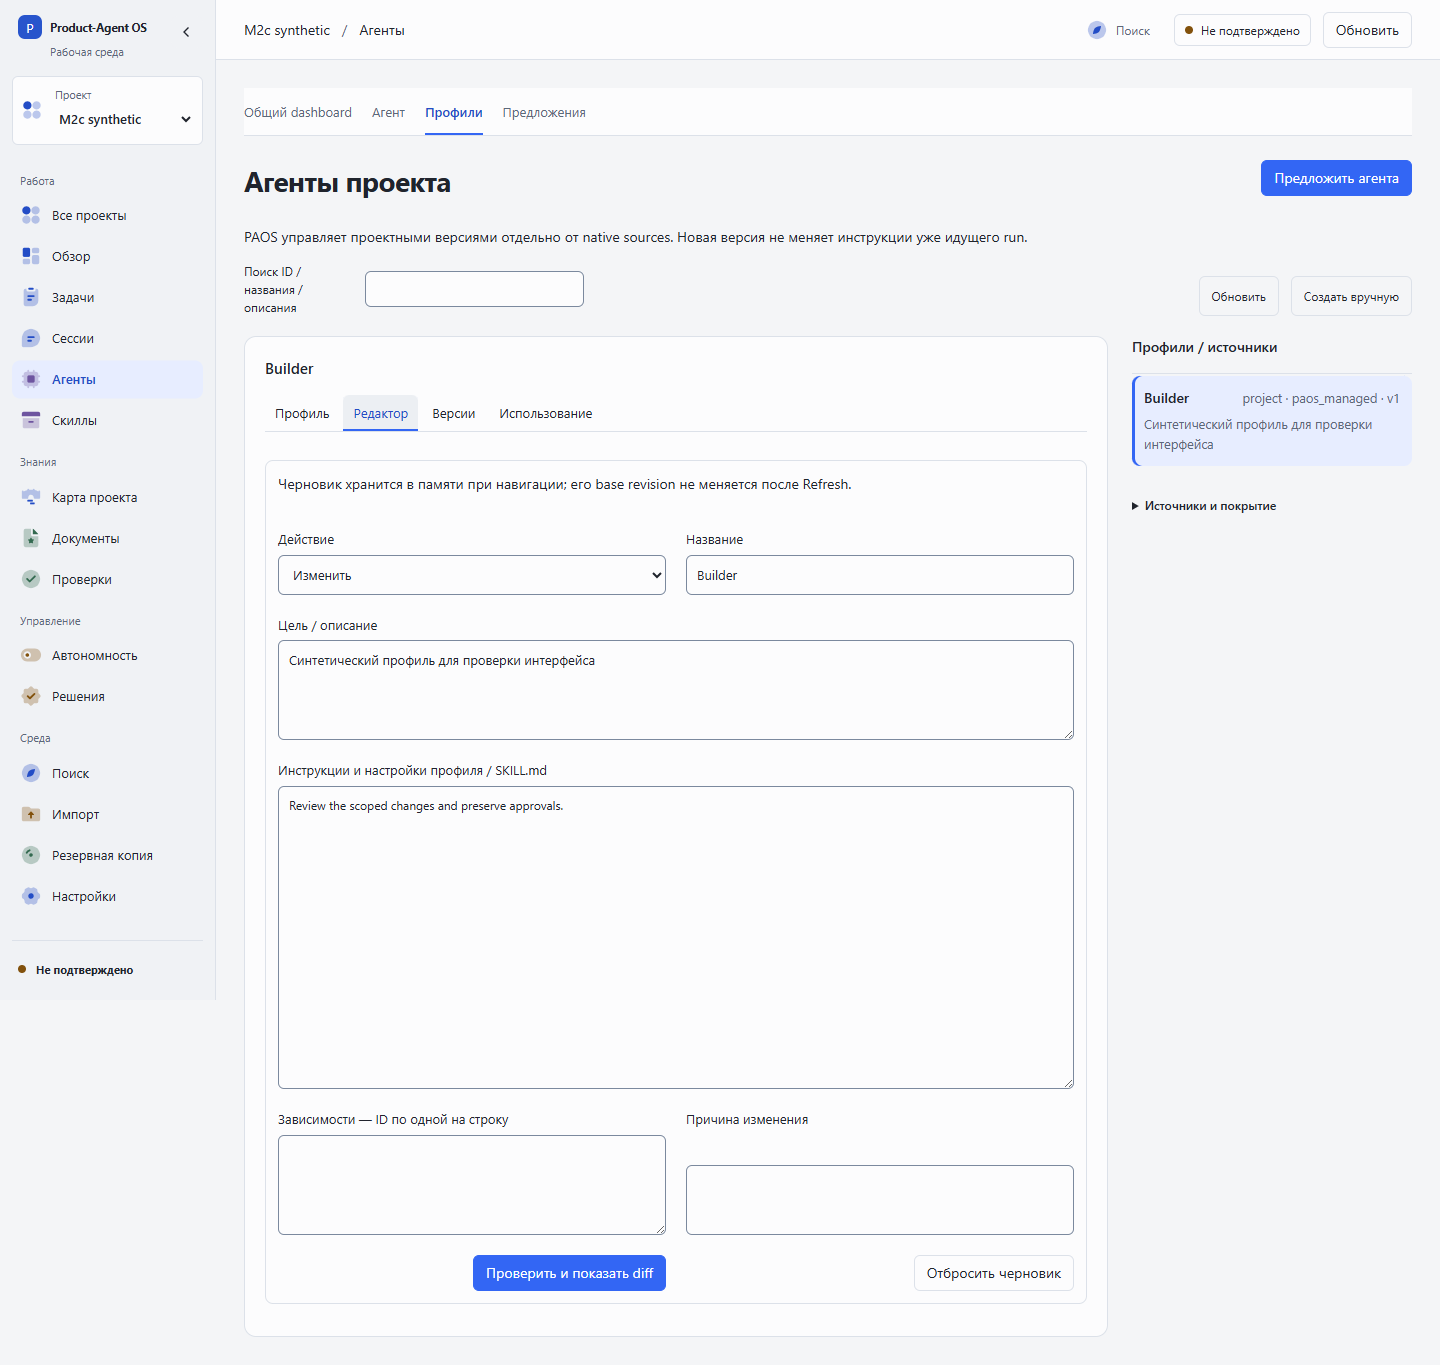 P
Product-Agent OS
Рабочая среда
Проект
M2c synthetic
Работа
Все проекты
Обзор
Задачи
Сессии
Агенты
Скиллы
Знания
Карта проекта
Документы
Проверки
Управление
Автономность
Решения
Среда
Поиск
Импорт
Резервная копия
Настройки
Не подтверждено
M2c synthetic / Агенты
Поиск
Не подтверждено
Обновить
Общий dashboard
Агент
Профили
Предложения
Агенты проекта
Предложить агента
PAOS управляет проектными версиями отдельно от native sources. Новая версия не меняет инструкции уже идущего run.
Поиск ID /
названия /
описания
Обновить
Создать вручную
Builder
Профиль
Редактор
Версии
Использование
Черновик хранится в памяти при навигации; его base revision не меняется после Refresh.
Действие
Название
Изменить
Builder
Цель / описание
Синтетический профиль для проверки интерфейса
Инструкции и настройки профиля / SKILL.md
Review the scoped changes and preserve approvals.
Зависимости — ID по одной на строку
Причина изменения
Проверить и показать diff
Отбросить черновик
Профили / источники
Builder
project · paos_managed · v1
Синтетический профиль для проверки
интерфейса
Источники и покрытие